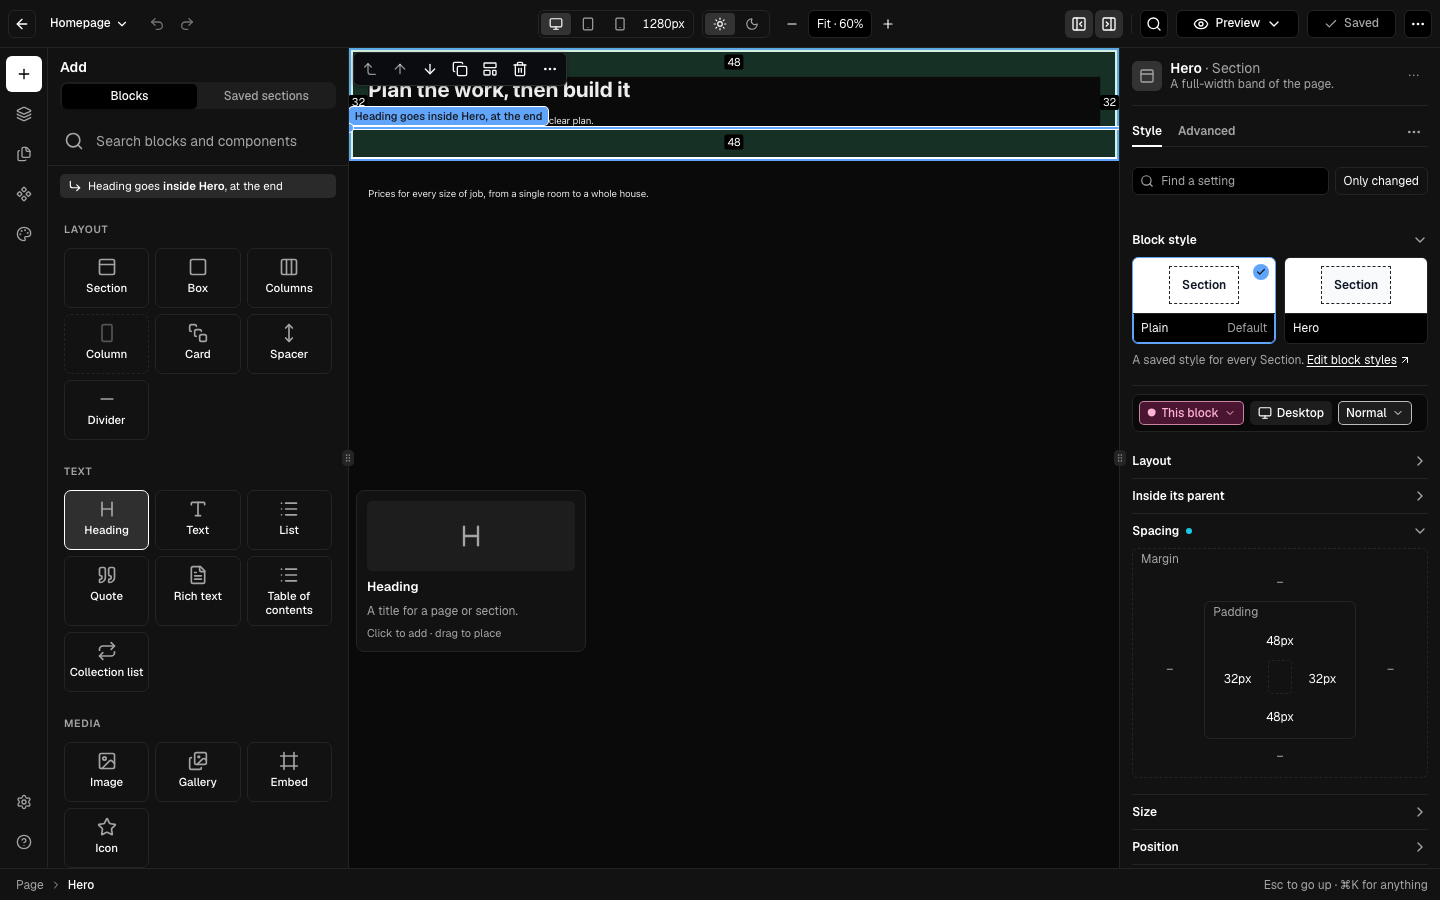 Homepage
1280px
Fit · 60%
Preview
Saved
Add
Blocks
Saved sections
Search blocks and components
Heading goes inside Hero, at the end
LAYOUT
Section
Box
Columns
Column
Card
Spacer
Divider
TEXT
Heading
Text
List
Quote
Rich text
Table of
contents
Collection list
MEDIA
Image
Gallery
Embed
Icon
48
Plan the work, then build it
32
32
Heading goes inside Hero, at the end
clear plan.
48
Prices for every size of job, from a single room to a whole house.
Heading
A title for a page or section.
Click to add · drag to place
Hero · Section
A full-width band of the page.
Style
Advanced
Find a setting
Only changed
Block style
Section
Section
Plain
Default
Hero
A saved style for every Section. Edit block styles
This block
Desktop
Normal
Layout
Inside its parent
Spacing
Margin
–
Padding
48px
–
32px
32px
–
48px
–
Size
Position
Page
Hero
Esc to go up · ⌘K for anything